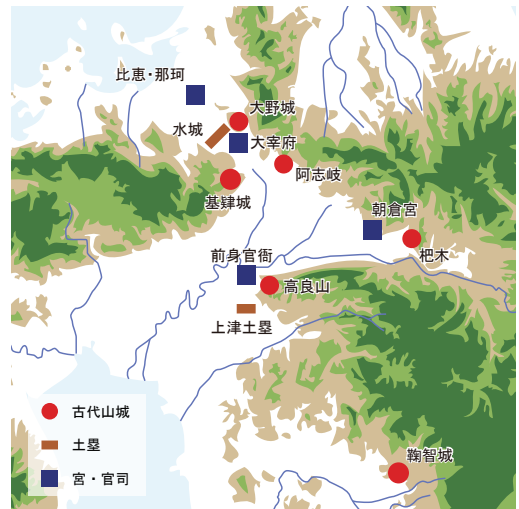 比恵・那珂
大野城
水城
大宰府
阿志岐
基肄城
朝倉宮
杷木
前身官衙
高良山
上津土塁
古代山城
土塁
宮・官司
鞠智城